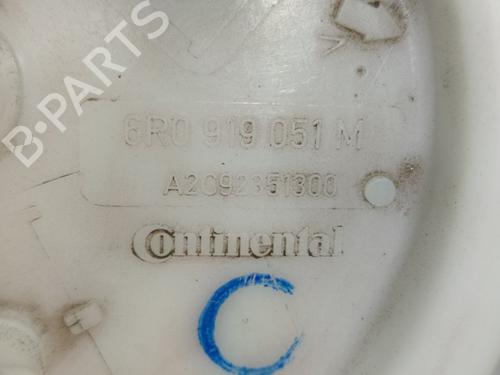 B-PARTS
6R0 919 051 M
A2C92351300
Continental
C